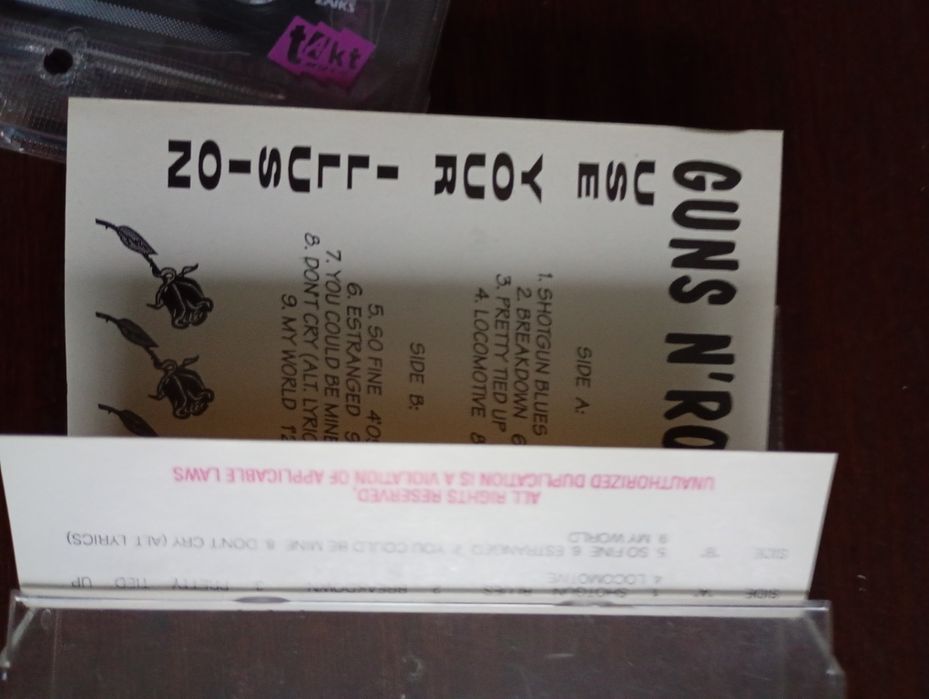 ZAiKS
takt
GUNS N'RO
USE YOUR ILLUSION
SIDE A:
1. SHOTGUN BLUES
2. BREAKDOWN 6
3. PRETTY TIED UP
4. LOCOMOTIVE 8
SIDE B:
5. SO FINE 4'0
6. ESTRANGED 9
7. YOU COULD BE MINE
8. DON'T CRY (ALT. LYRIC
9. MY WORLD 1'2
SIDE "A" 1. SHOTGUN BLUES 2. BREAKDOWN 3. PRETTY TIED UP
4. LOCOMOTIVE
SIDE "B" 5. SO FINE 6. ESTRANGED 7. YOU COULD BE MINE 8. DON'T CRY (ALT. LYRICS)
9. MY WORLD
ALL RIGHTS RESERVED,
UNAUTHORIZED DUPLICATION IS A VIOLATION OF APPLICABLE LAWS